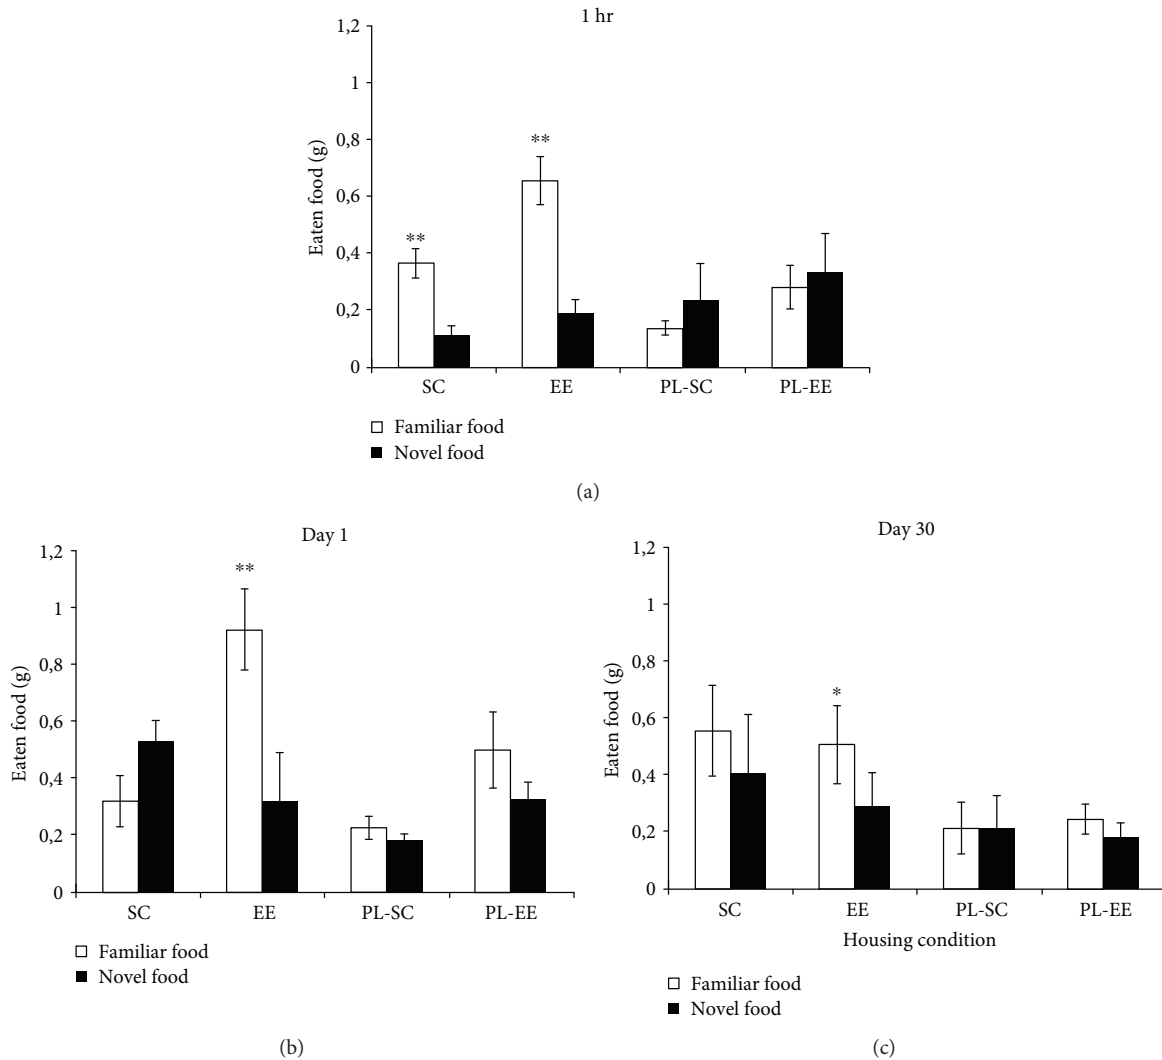 1 hr
Eaten food (g)
1,2
1
0,8
0,6
0,4
0,2
0
**
**
SC EE PL-SC PL-EE
Familiar food
Novel food
(a)
Day 1
Eaten food (g)
1,2
1
0,8
0,6
0,4
0,2
0
**
SC EE PL-SC PL-EE
Familiar food
Novel food
(b)
Day 30
Eaten food (g)
1,2
1
0,8
0,6
0,4
0,2
0
*
SC EE PL-SC PL-EE
Housing condition
Familiar food
Novel food
(c)